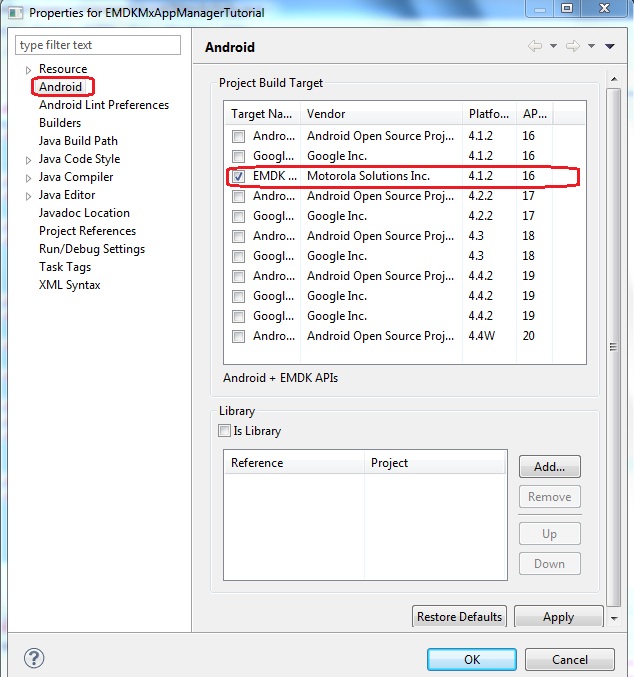 Properties for EMDKMxAppManagerTutorial
type filter text
Resource
Android
Android Lint Preferences
Builders
Java Build Path
Java Code Style
Java Compiler
Java Editor
Javadoc Location
Project References
Run/Debug Settings
Task Tags
XML Syntax
Android
Project Build Target
Target Na... Vendor Platfo... AP...
Andro... Android Open Source Proj... 4.1.2 16
Googl... Google Inc. 4.1.2 16
EMDK ... Motorola Solutions Inc. 4.1.2 16
Andro... Android Open Source Proj... 4.2.2 17
Googl... Google Inc. 4.2.2 17
Andro... Android Open Source Proj... 4.3 18
Googl... Google Inc. 4.3 18
Andro... Android Open Source Proj... 4.4.2 19
Googl... Google Inc. 4.4.2 19
Googl... Google Inc. 4.4.2 19
Andro... Android Open Source Proj... 4.4W 20
Android + EMDK APIs
Library
Is Library
Reference Project
Add...
Remove
Up
Down
Restore Defaults Apply
? OK Cancel